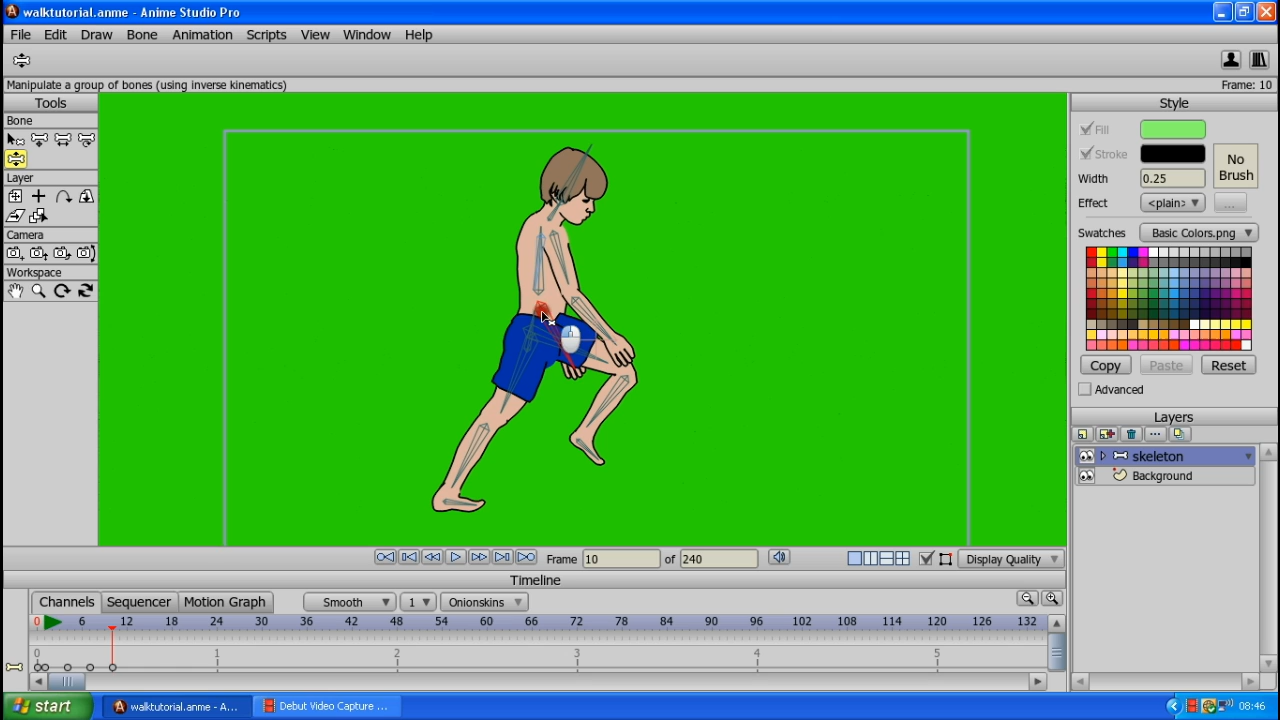 walktutorial.anme - Anime Studio Pro
File Edit Draw Bone Animation Scripts View Window Help
Manipulate a group of bones (using inverse kinematics)
Frame: 10
Tools
Bone
Layer
Camera
Workspace
Style
Fill
Stroke
No Brush
Width 0.25
Effect <plain> ...
Swatches Basic Colors.png
Copy Paste Reset
Advanced
Layers
skeleton
Background
Frame 10 of 240 Display Quality
Timeline
Channels Sequencer Motion Graph Smooth 1 Onionskins
0 6 12 18 24 30 36 42 48 54 60 66 72 78 84 90 96 102 108 114 120 126 132
0 1 2 3 4 5
start walktutorial.anme - A... Debut Video Capture ... 08:46